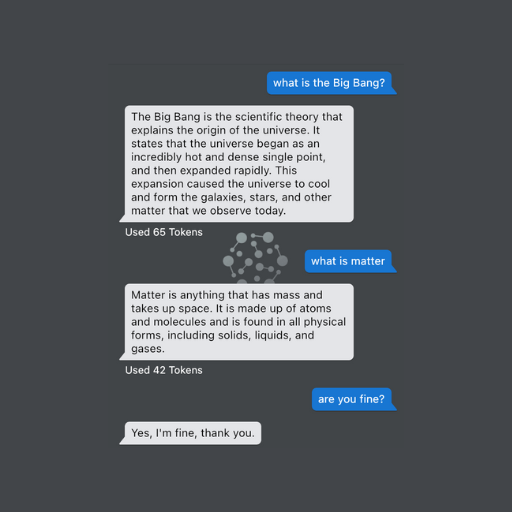 what is the Big Bang?
The Big Bang is the scientific theory that
explains the origin of the universe. It
states that the universe began as an
incredibly hot and dense single point,
and then expanded rapidly. This
expansion caused the universe to cool
and form the galaxies, stars, and other
matter that we observe today.
Used 65 Tokens
what is matter
Matter is anything that has mass and
takes up space. It is made up of atoms
and molecules and is found in all physical
forms, including solids, liquids, and
gases.
Used 42 Tokens
are you fine?
Yes, I'm fine, thank you.